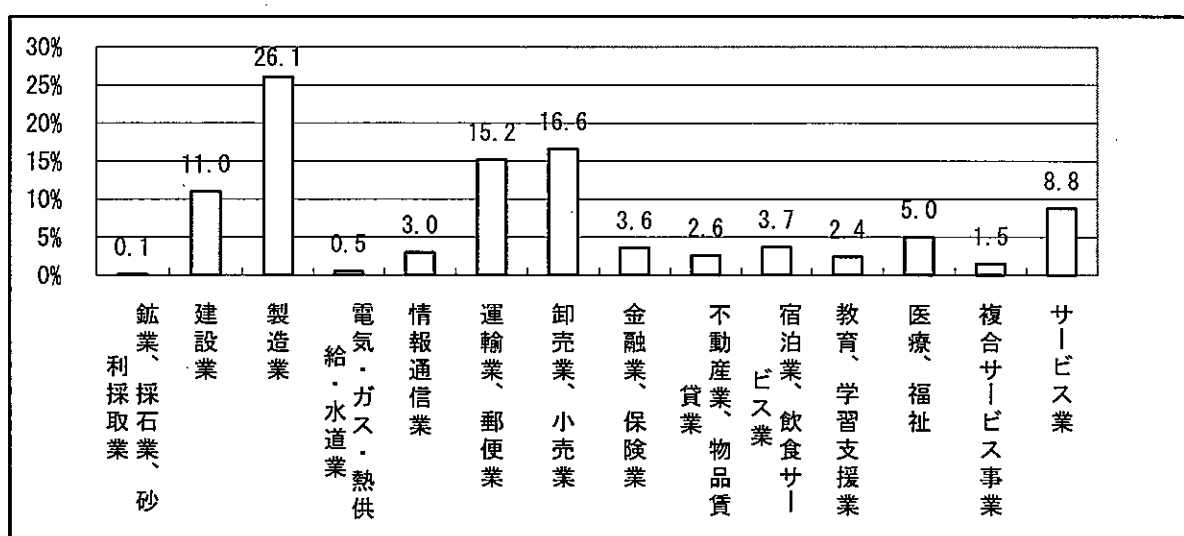 30%
25%
20%
15%
10%
5%
0%
0.1
11.0
26.1
0.5
3.0
15.2
16.6
3.6
2.6
3.7
2.4
5.0
1.5
8.8
鉱業、採石業、砂
利採取業
建設業
製造業
電気・ガス・熱供
給・水道業
情報通信業
運輸業、郵便業
卸売業、小売業
金融業、保険業
不動産業、物品賃
貸業
宿泊業、飲食サー
ビス業
教育、学習支援業
医療、福祉
複合サービス事業
サービス業